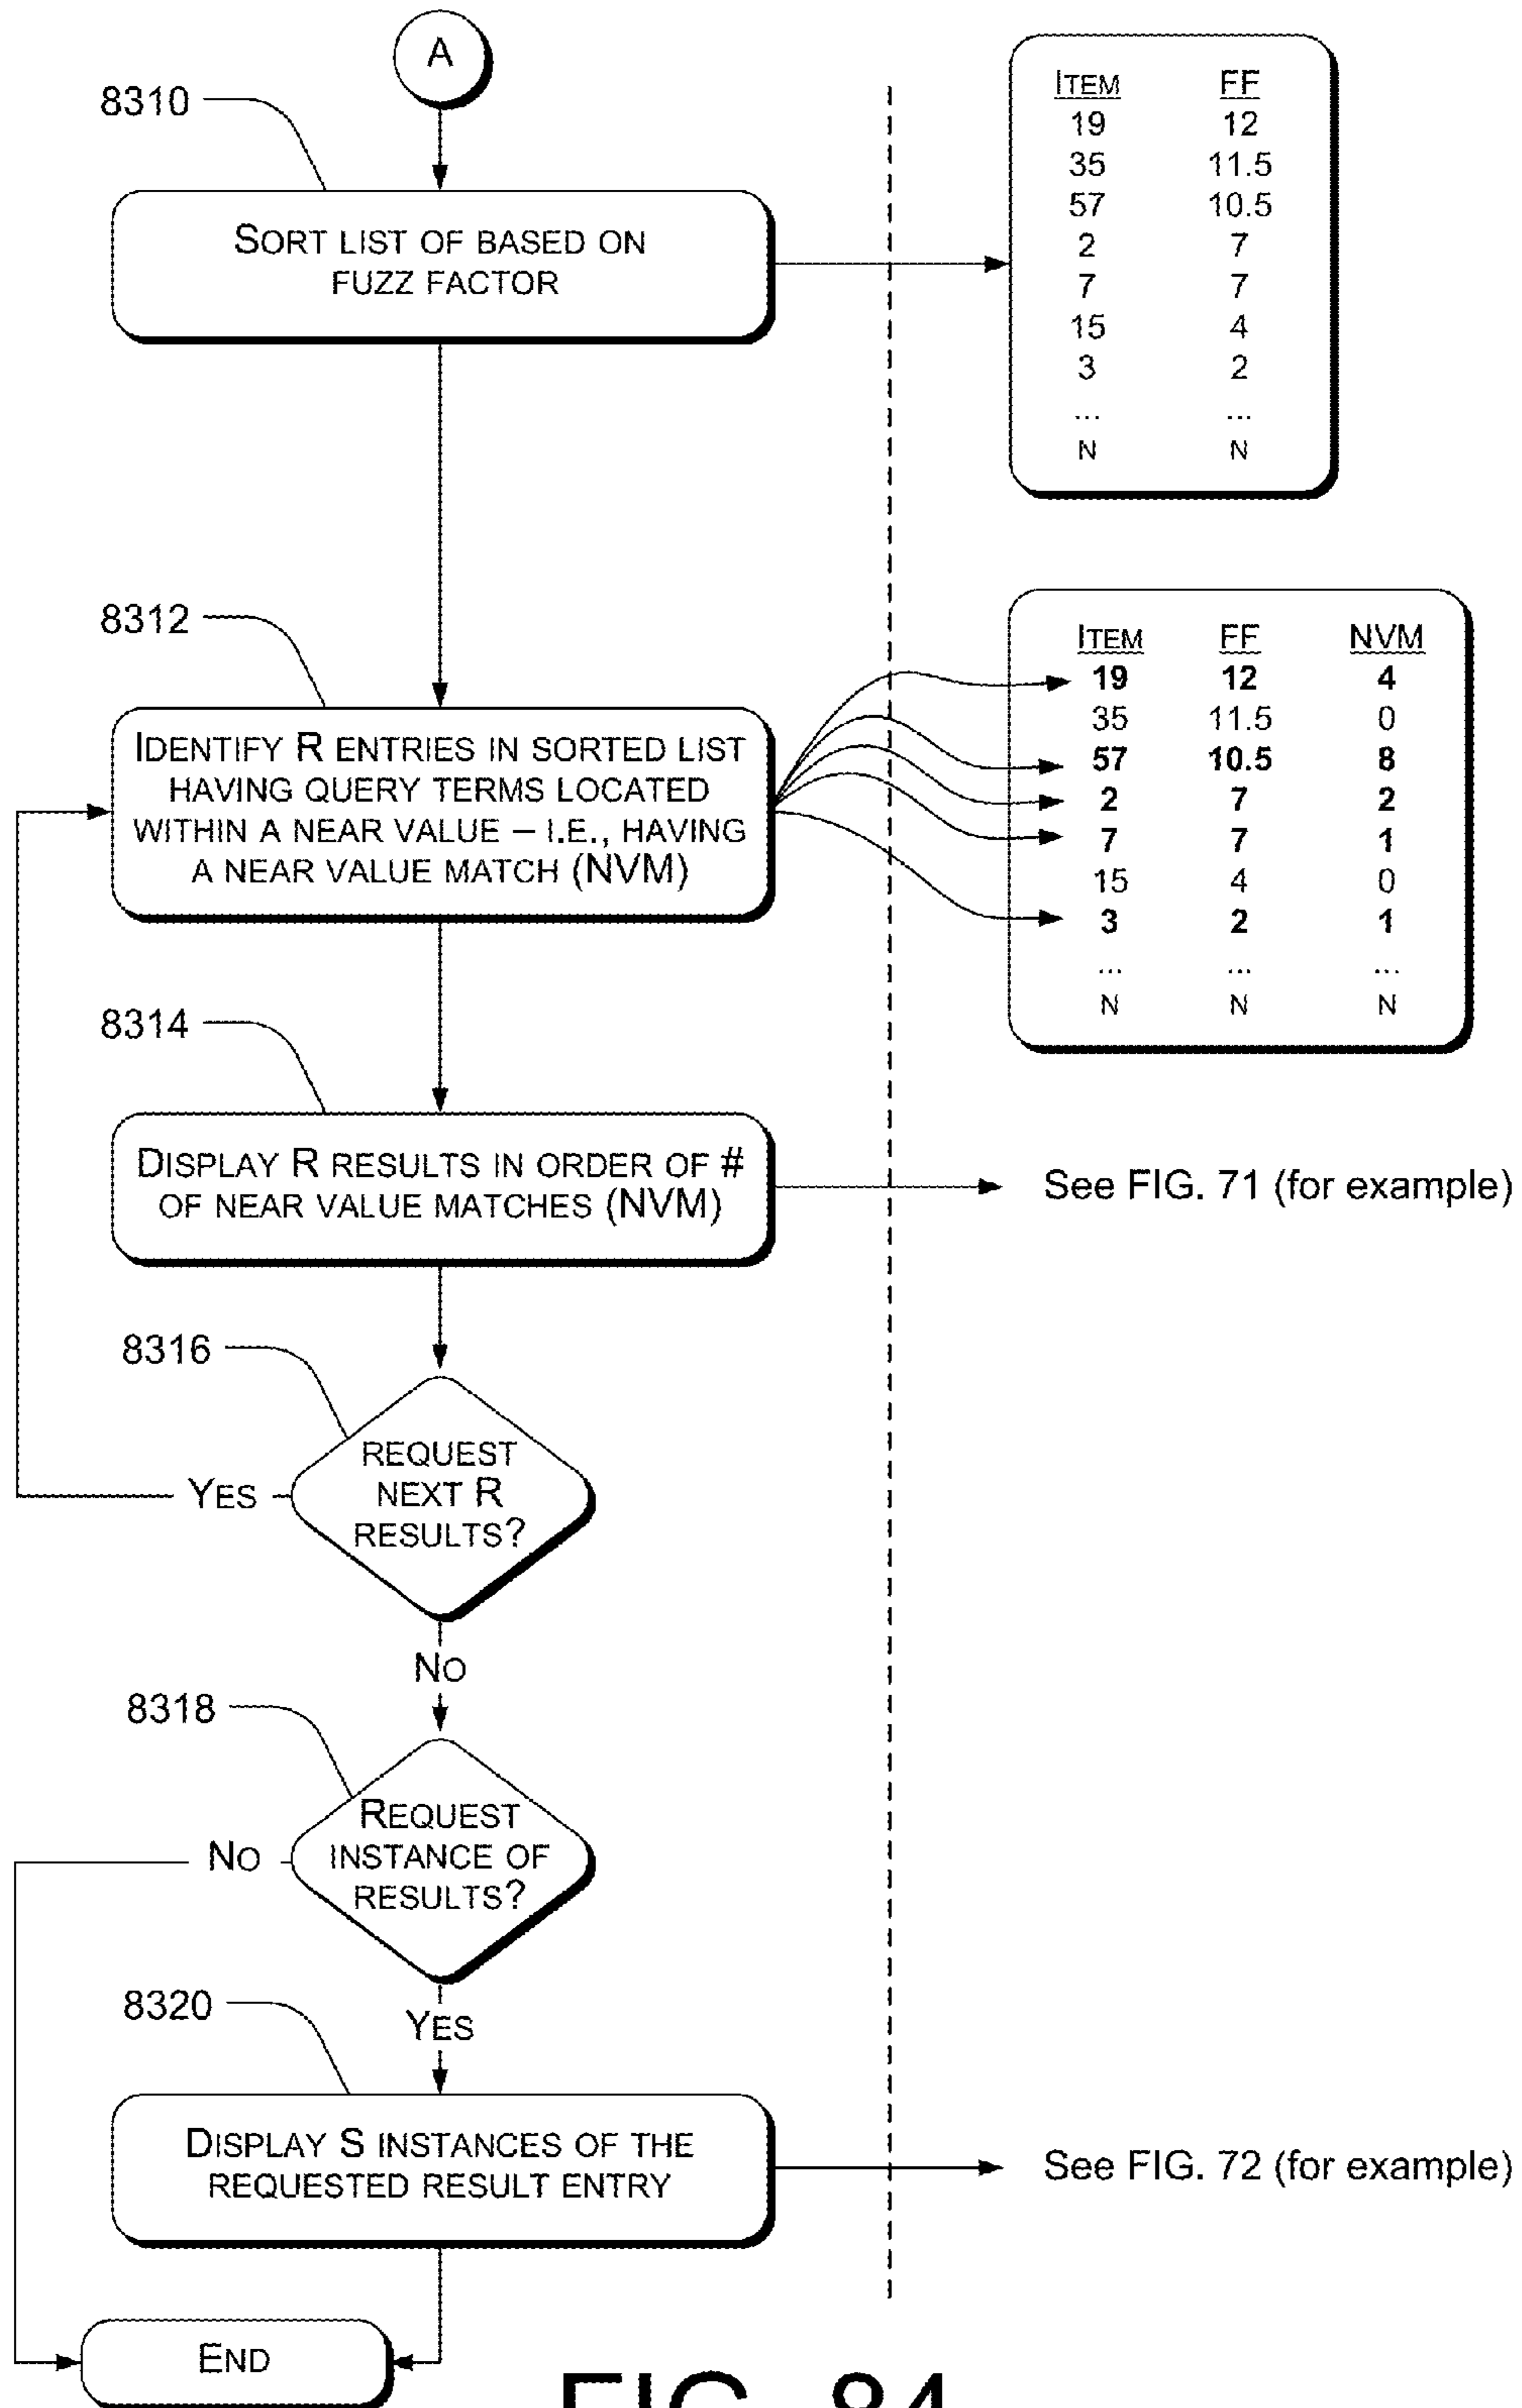 A
8310
SORT LIST OF BASED ON
FUZZ FACTOR
ITEM FF
19 12
35 11.5
57 10.5
2 7
7 7
15 4
3 2
... ...
N N
8312
IDENTIFY R ENTRIES IN SORTED LIST
HAVING QUERY TERMS LOCATED
WITHIN A NEAR VALUE – I.E., HAVING
A NEAR VALUE MATCH (NVM)
ITEM FF NVM
19 12 4
35 11.5 0
57 10.5 8
2 7 2
7 7 1
15 4 0
3 2 1
... ... ...
N N N
8314
DISPLAY R RESULTS IN ORDER OF #
OF NEAR VALUE MATCHES (NVM)
See FIG. 71 (for example)
8316
REQUEST
NEXT R
RESULTS?
YES
NO
8318
REQUEST
INSTANCE OF
RESULTS?
NO
YES
8320
DISPLAY S INSTANCES OF THE
REQUESTED RESULT ENTRY
See FIG. 72 (for example)
END
FIG. 84